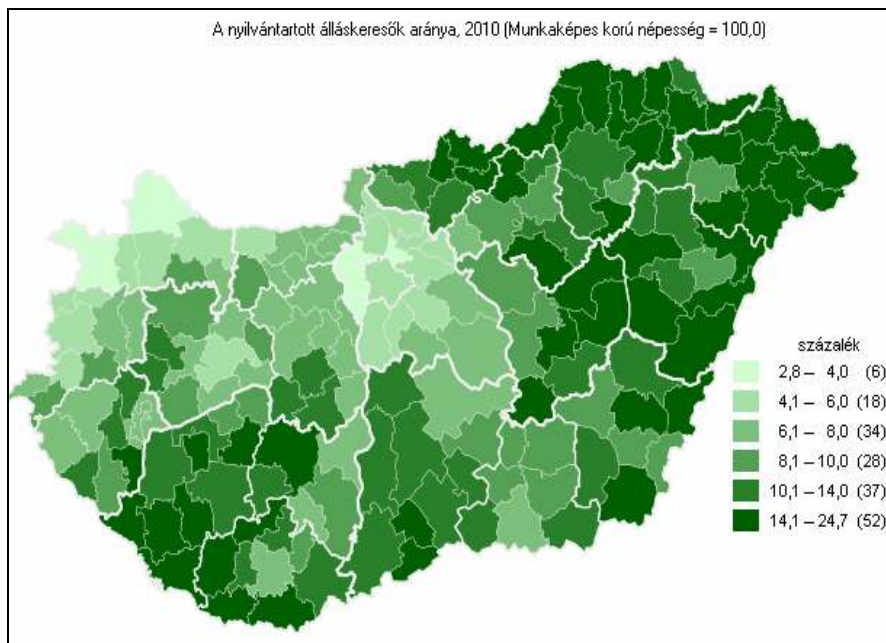 A nyilvántartott álláskeresők aránya, 2010 (Munkaképes korú népesség = 100,0)
százalék
2,8 – 4,0 (6)
4,1 – 6,0 (18)
6,1 – 8,0 (34)
8,1 – 10,0 (28)
10,1 – 14,0 (37)
14,1 – 24,7 (52)